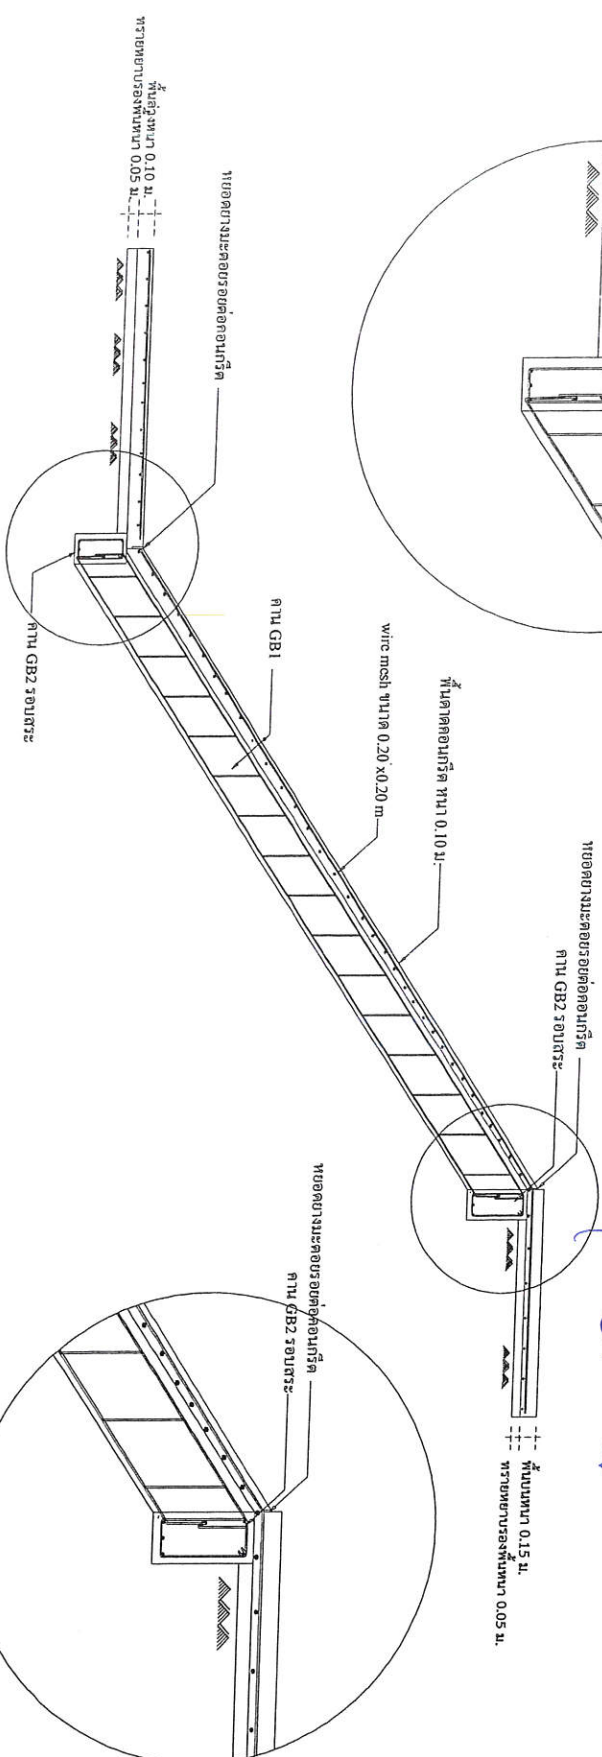 พื้นล่างหนา 0.10 ม.
ทรายหยาบรองพื้นหนา 0.05 ม.
หยอดยางมะตอยรอยต่อคอนกรีต
คาน GB2 รอบสระ
คาน GB1
wire mesh ขนาด 0.20 x0.20 m
พื้นดาดคอนกรีต หนา 0.10 ม.
หยอดยางมะตอยรอยต่อคอนกรีต
คาน GB2 รอบสระ
พื้นบนหนา 0.15 ม.
ทรายหยาบรองพื้นหนา 0.05 ม.
หยอดยางมะตอยรอยต่อคอนกรีต
คาน GB2 รอบสระ